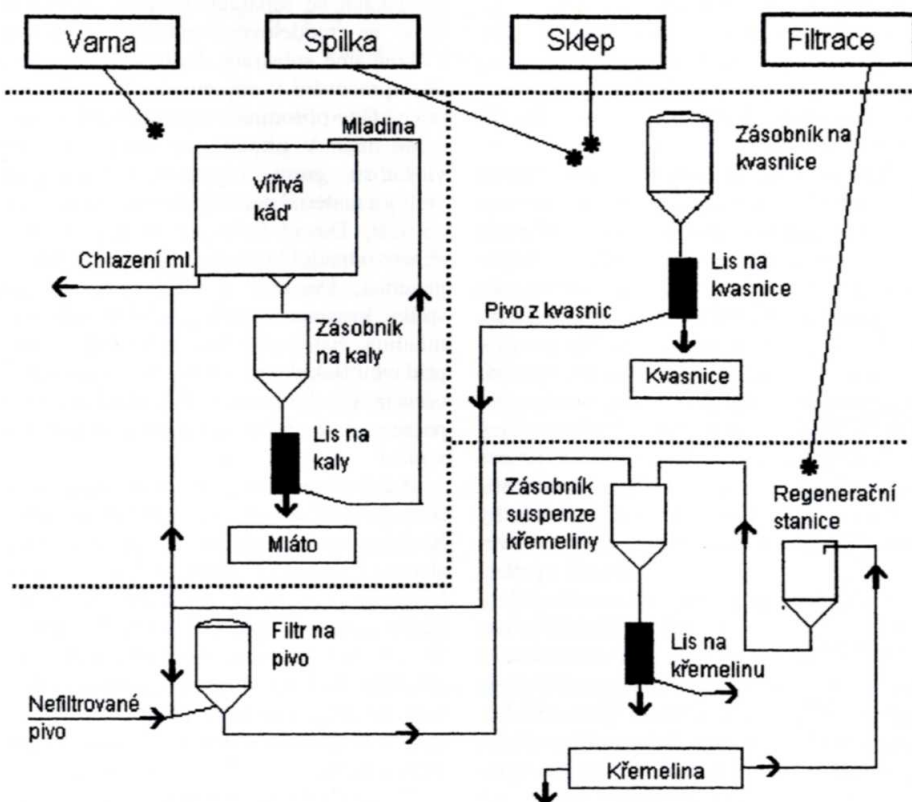 Varna
Spilka
Sklep
Filtrace
Mladina
Vířivá
káď
Chlazení ml.
Zásobník
na kaly
Lis na
kaly
Mláto
Zásobník na
kvasnice
Lis na
kvasnice
Pivo z kvasnic
Kvasnice
Zásobník
suspenze
křemeliny
Regenerační
stanice
Filtr na
pivo
Lis na
křemelinu
Nefiltrované
pivo
Křemelina